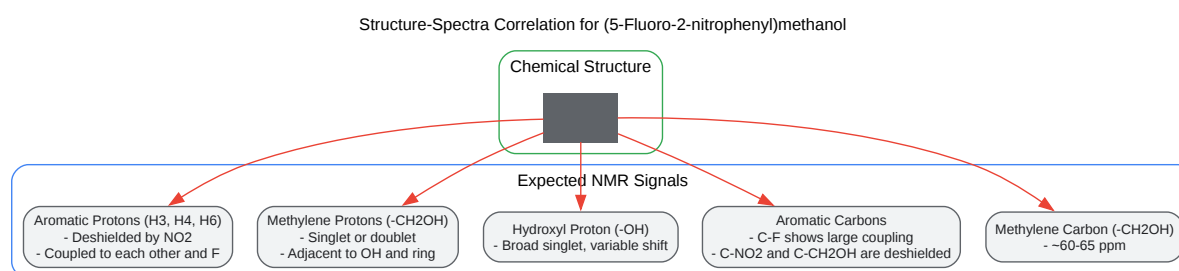 Structure-Spectra Correlation for (5-Fluoro-2-nitrophenyl)methanol
Chemical Structure
Expected NMR Signals
Aromatic Protons (H3, H4, H6)
- Deshielded by NO2
- Coupled to each other and F
Methylene Protons (-CH2OH)
- Singlet or doublet
- Adjacent to OH and ring
Hydroxyl Proton (-OH)
- Broad singlet, variable shift
Aromatic Carbons
- C-F shows large coupling
- C-NO2 and C-CH2OH are deshielded
Methylene Carbon (-CH2OH)
- ~60-65 ppm